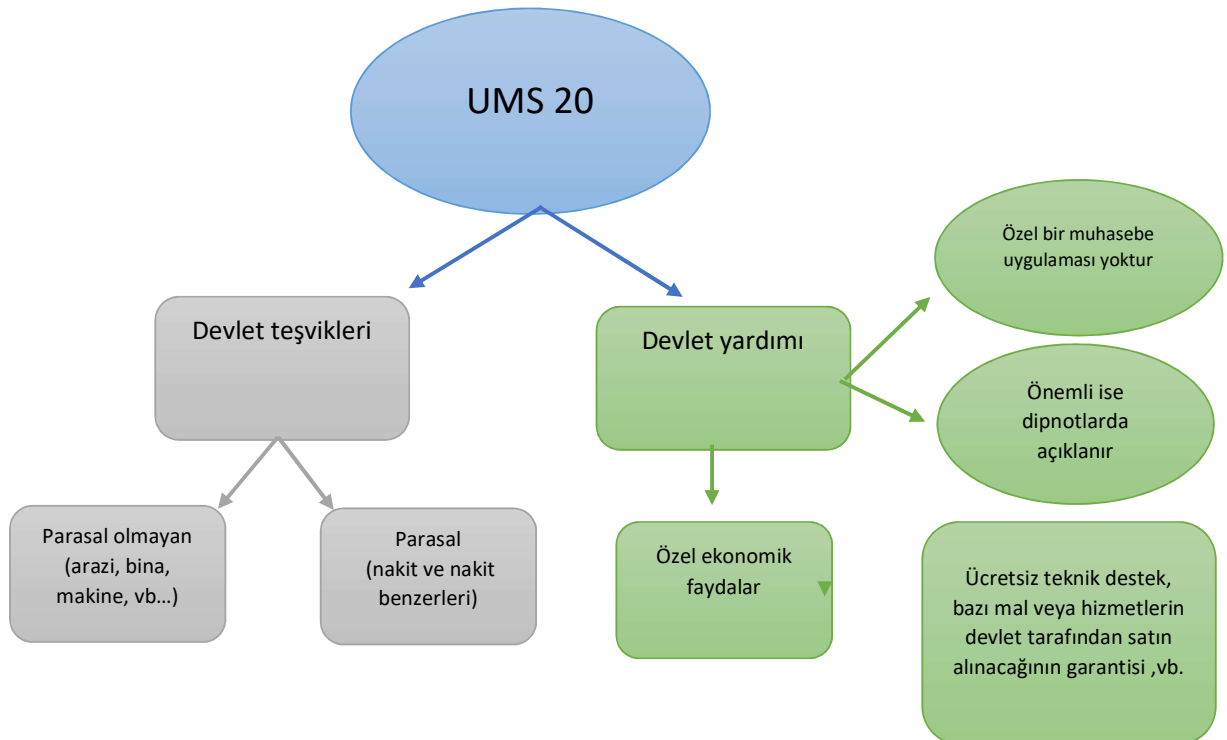 UMS 20
Özel bir muhasebe
uygulaması yoktur
Devlet teşvikleri
Devlet yardımı
Önemli ise
dipnotlarda
açıklanır
Parasal olmayan
(arazi, bina,
makine, vb...)
Parasal
(nakit ve nakit
benzerleri)
Özel ekonomik
faydalar
Ücretsiz teknik destek,
bazı mal veya hizmetlerin
devlet tarafından satın
alınacağının garantisi ,vb.